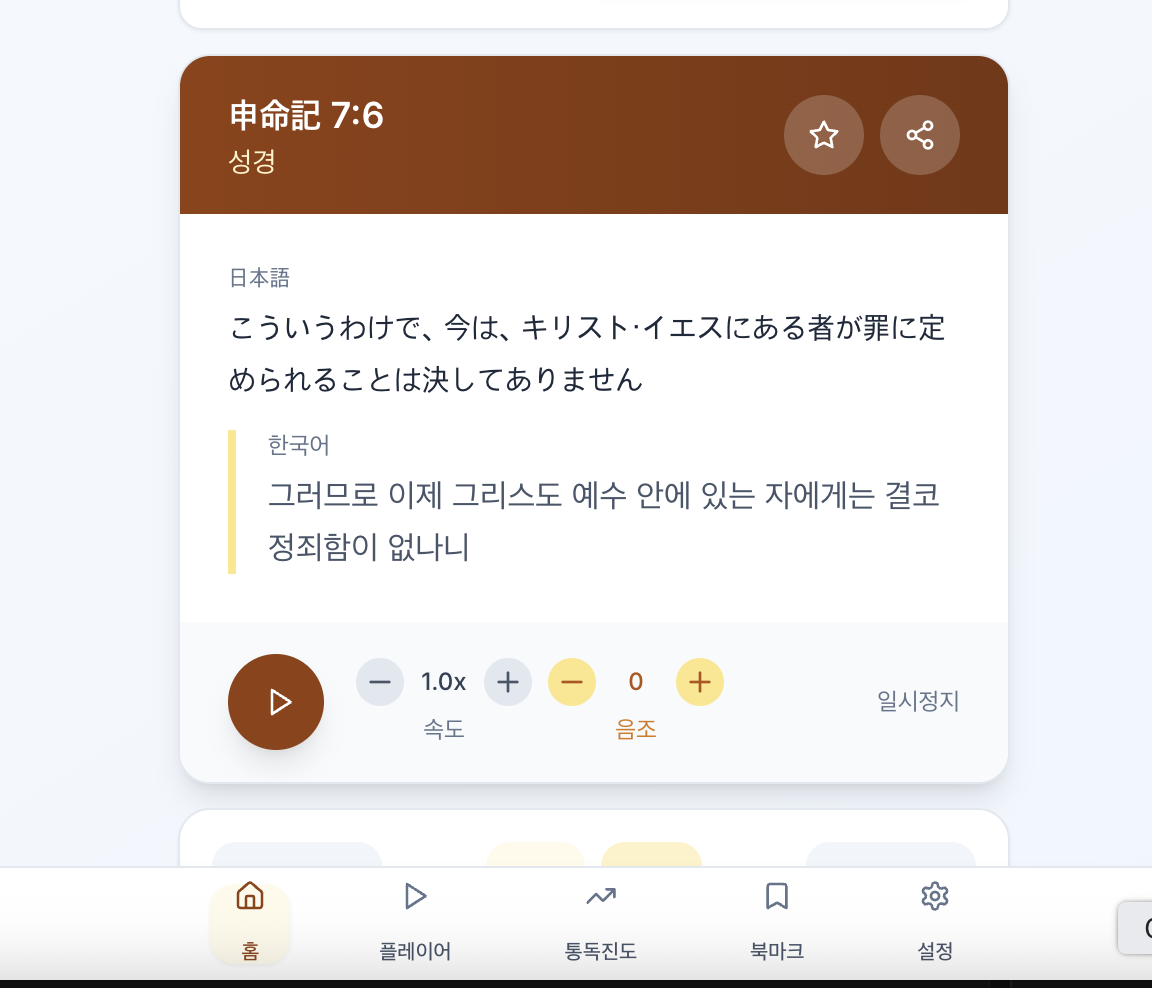 申命記 7:6
성경
日本語
こういうわけで、今は、キリスト·イエスにある者が罪に定
められることは決してありません
한국어
그러므로 이제 그리스도 예수 안에 있는 자에게는 결코
정죄함이 없나니
1.0x 0
속도 음조
일시정지
홈 플레이어 통독진도 북마크 설정